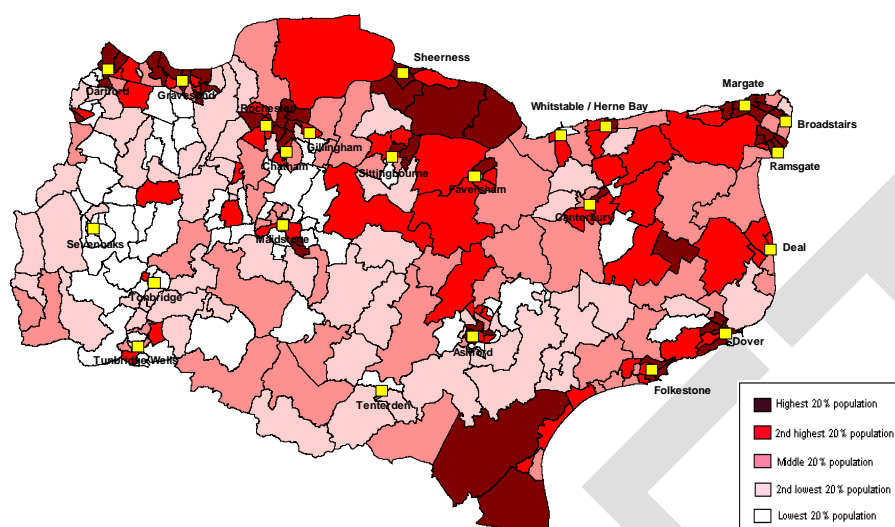 Sheerness
Margate
Dartford
Gravesend
Whitstable / Herne Bay
Rochester
Broadstairs
Gillingham
Chatham
Sittingbourne
Ramsgate
Faversham
Canterbury
Sevenoaks
Maidstone
Deal
Tonbridge
Dover
Ashford
Tunbridge Wells
Folkestone
Tenterden
Highest 20% population
2nd highest 20% population
Middle 20% population
2nd lowest 20% population
Lowest 20% population